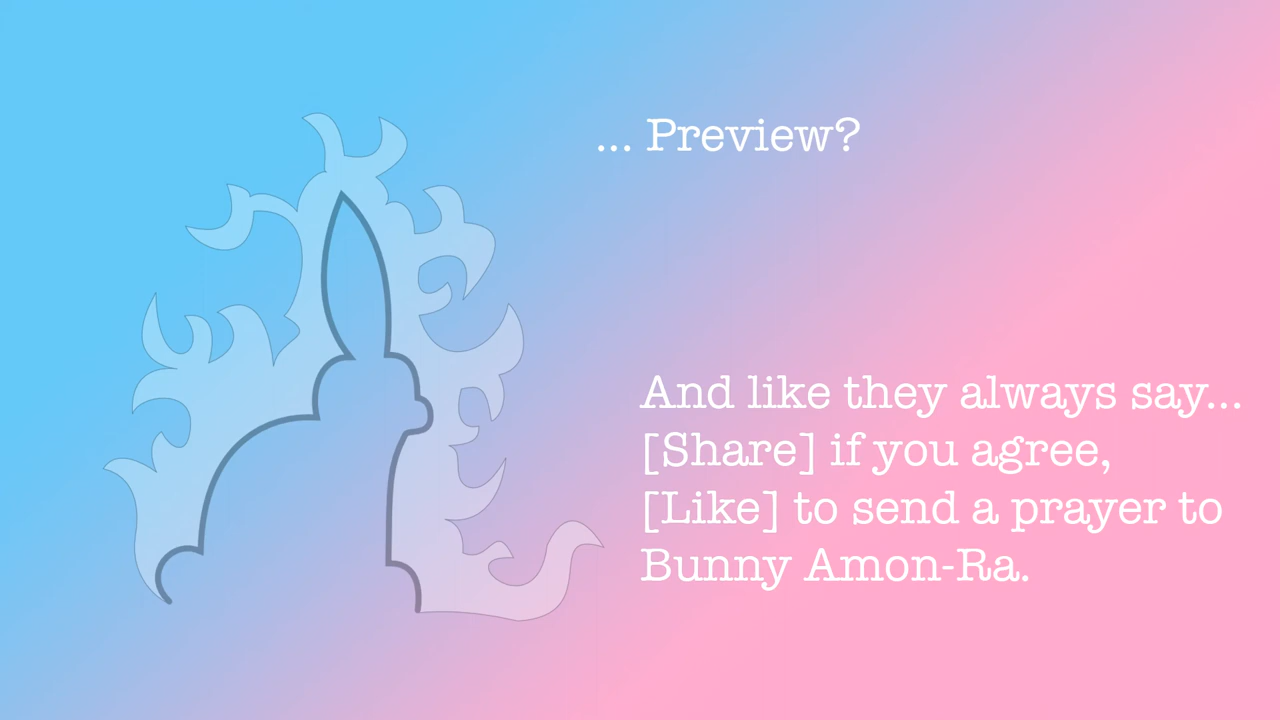 ... Preview?
And like they always say...
[Share] if you agree,
[Like] to send a prayer to
Bunny Amon-Ra.